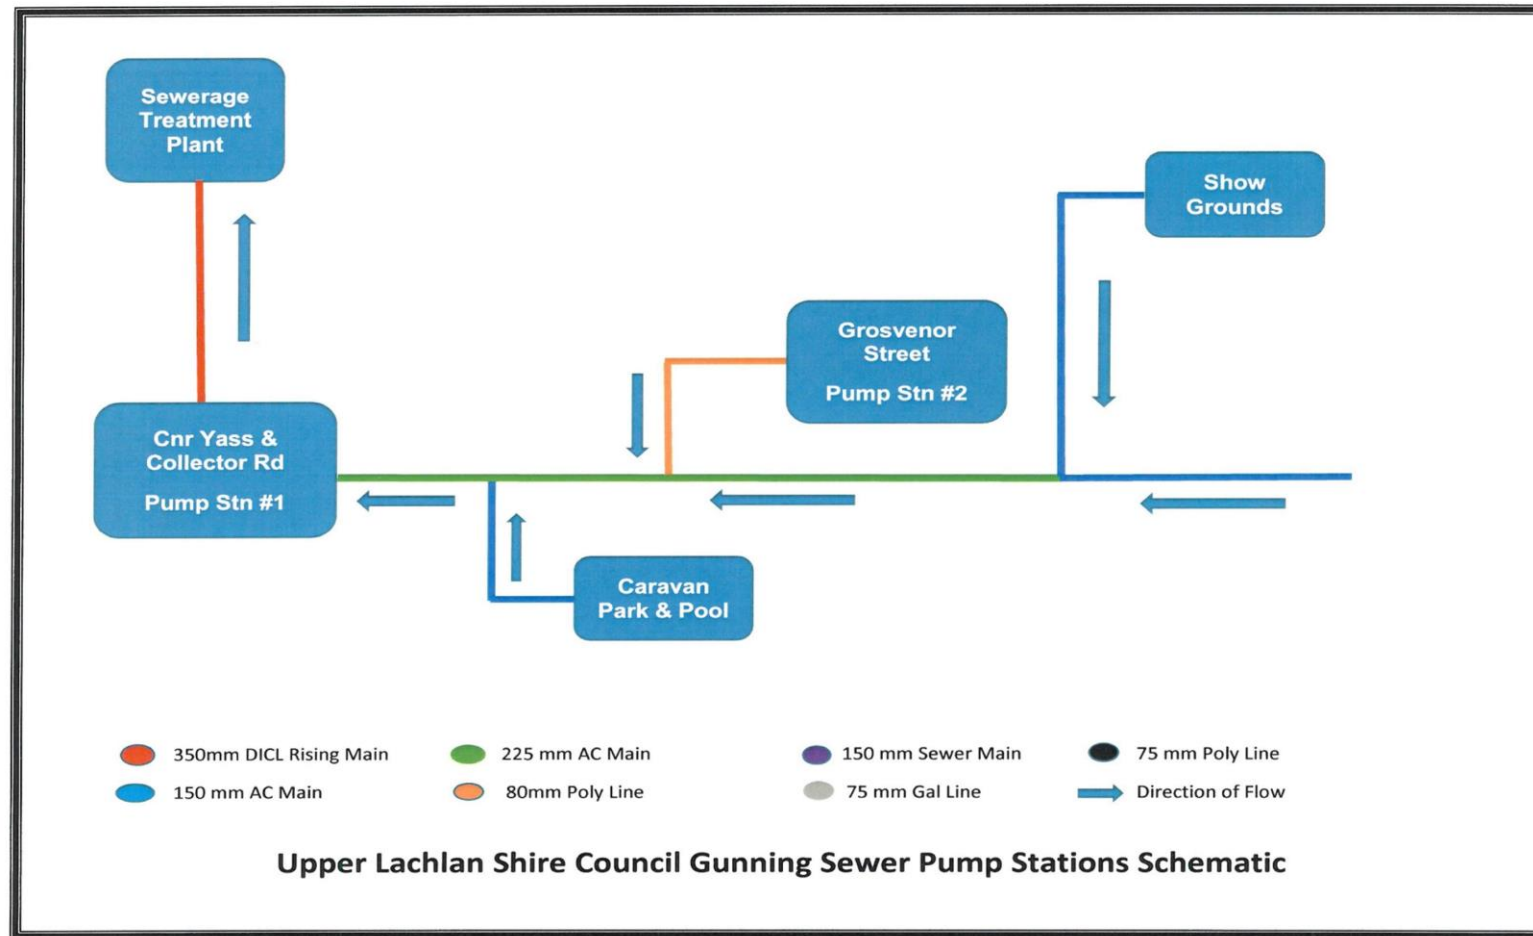 Sewerage
Treatment
Plant
Show
Grounds
Grosvenor
Street
Pump Stn #2
Cnr Yass &
Collector Rd
Pump Stn #1
Caravan
Park & Pool
350mm DICL Rising Main
225 mm AC Main
150 mm Sewer Main
75 mm Poly Line
150 mm AC Main
80mm Poly Line
75 mm Gal Line
Direction of Flow
Upper Lachlan Shire Council Gunning Sewer Pump Stations Schematic